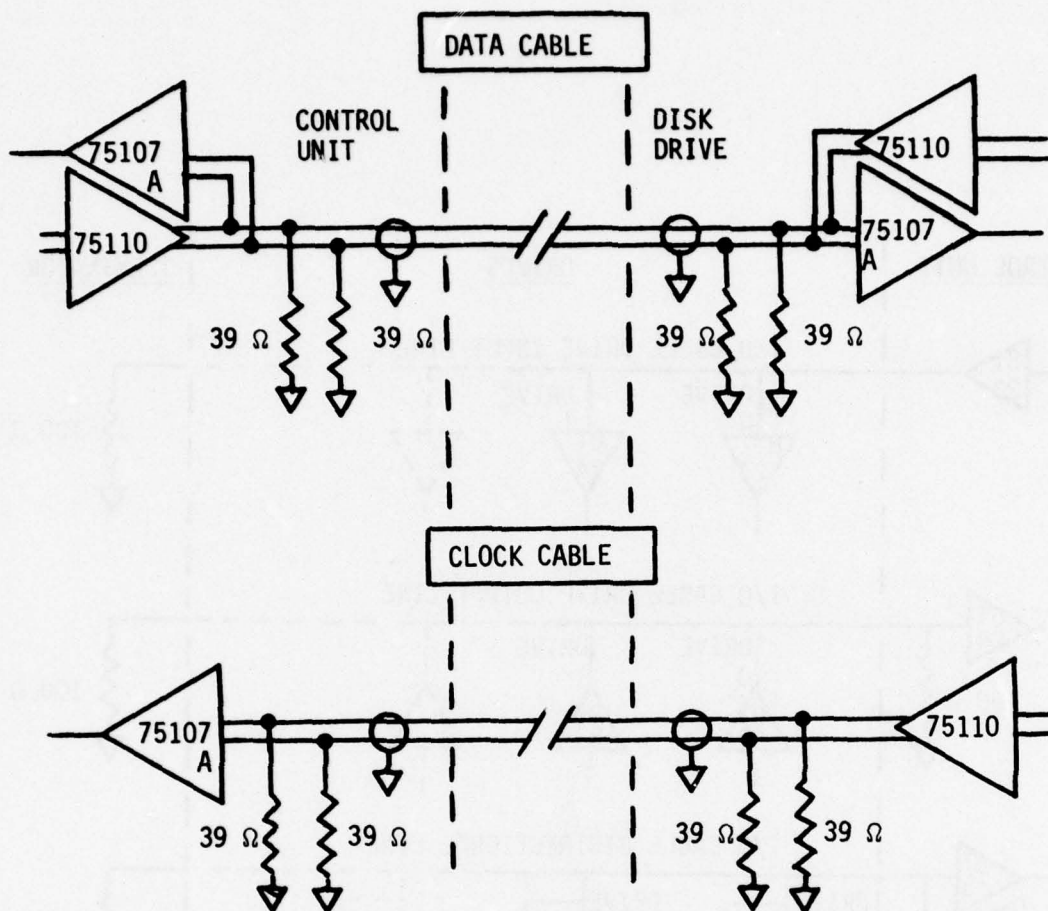 DATA CABLE
CONTROL
UNIT
DISK
DRIVE
75107
A
75110
75110
75107
A
39 Ω
39 Ω
39 Ω
39 Ω
CLOCK CABLE
75107
A
75110
39 Ω
39 Ω
39 Ω
39 Ω